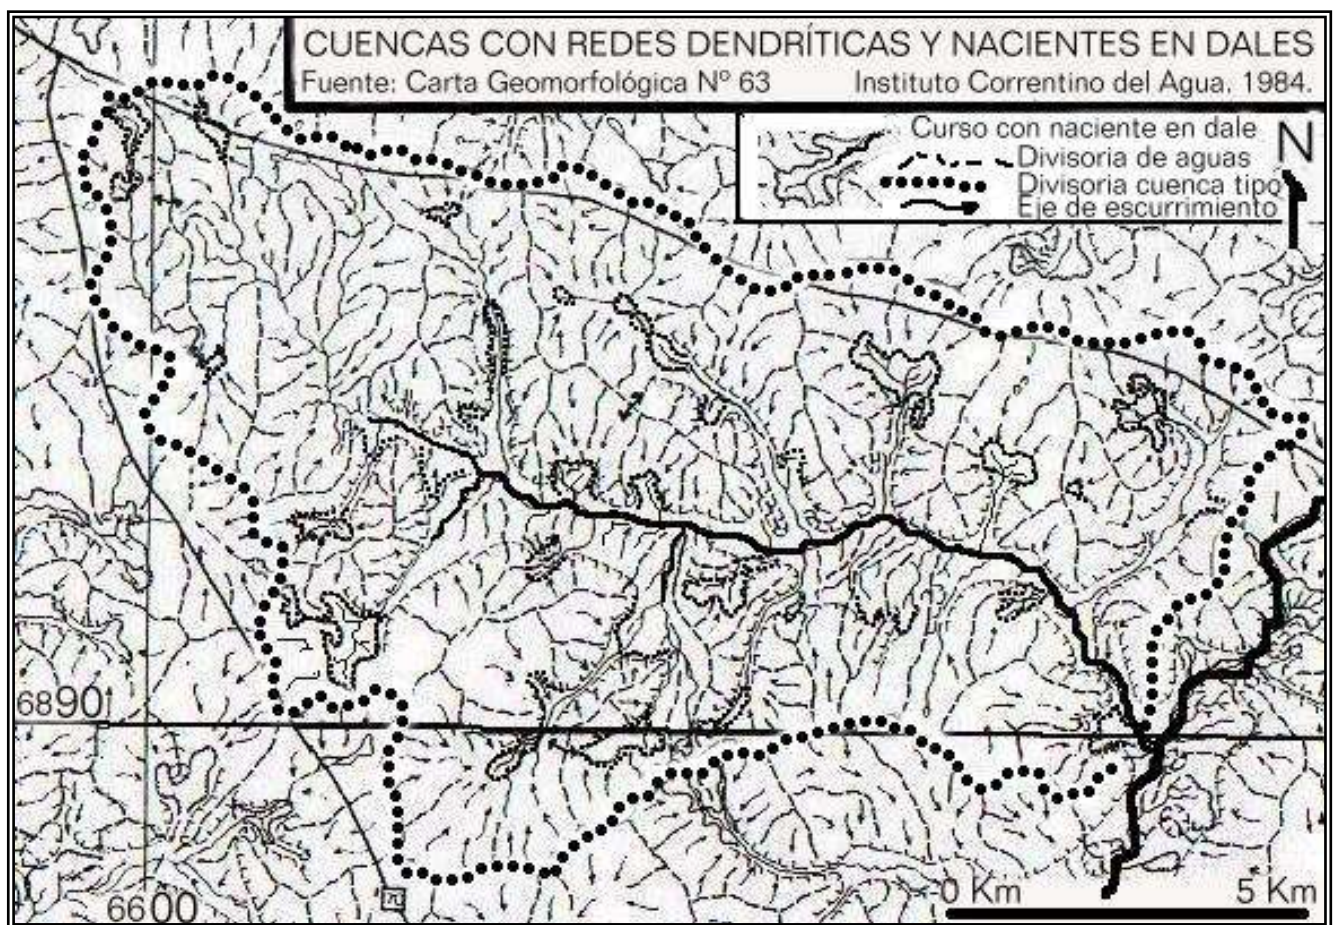 CUENCAS CON REDES DENDRÍTICAS Y NACIENTES EN DALES
Fuente: Carta Geomorfológica Nº 63 Instituto Correntino del Agua. 1984.
Curso con naciente en dale
N
Divisoria de aguas
Divisoria cuenca tipo
Eje de escurrimiento
6890
6600
0 Km 5 Km